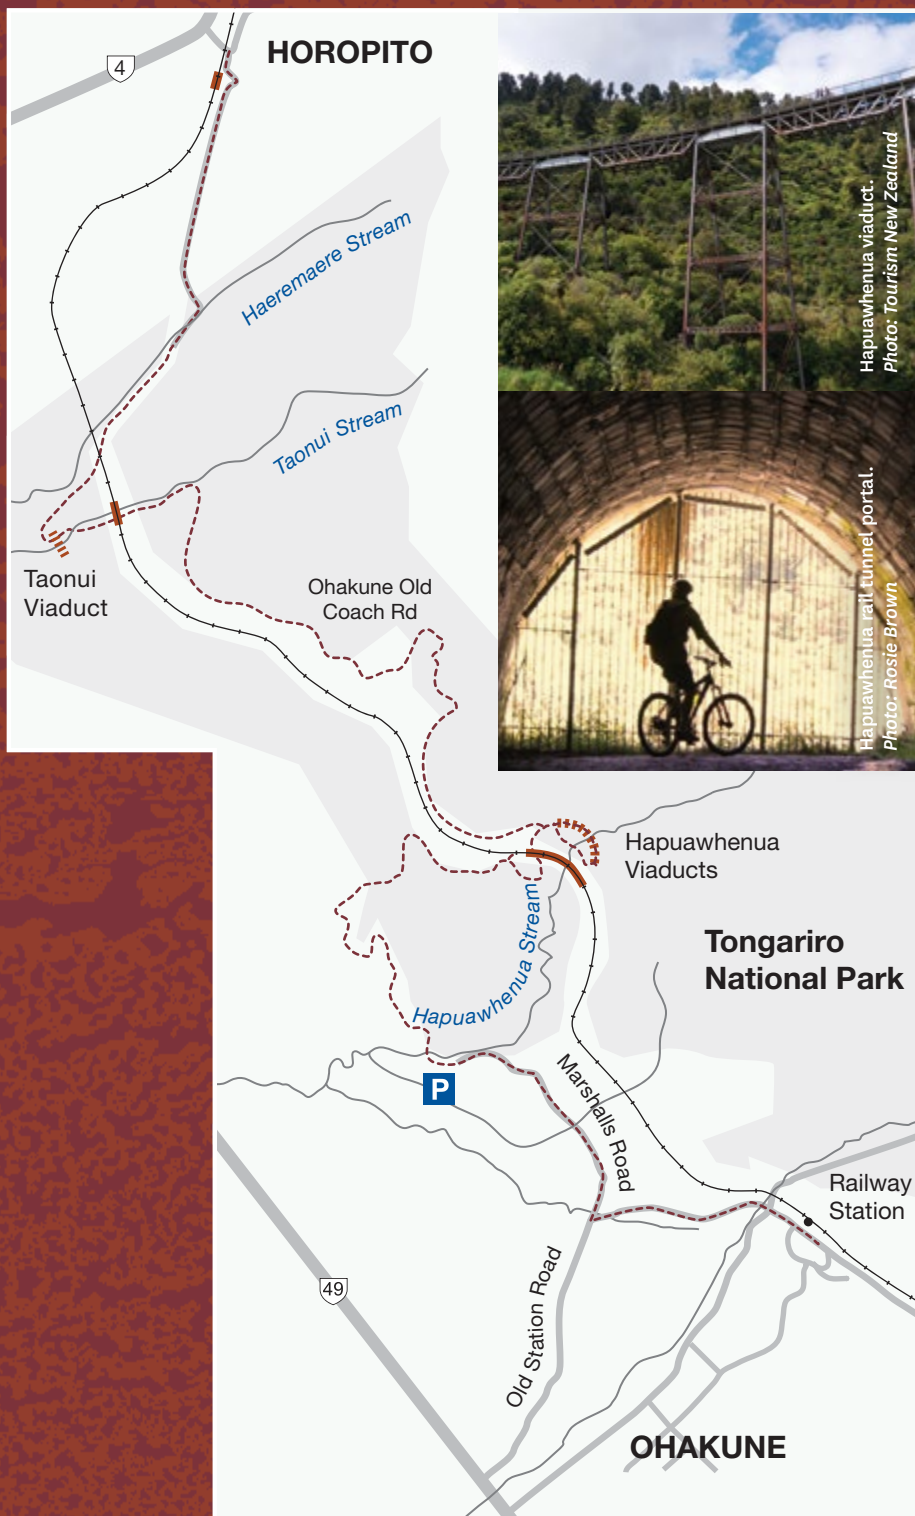 HOROPITO
4
Haeremaere Stream
Taonui Stream
Taonui
Viaduct
Ohakune Old
Coach Rd
Hapuawhenua viaduct.
Photo: Tourism New Zealand
Hapuawhenua rail tunnel portal.
Photo: Rosie Brown
Hapuawhenua
Viaducts
Hapuawhenua Stream
Tongariro
National Park
P
Marshalls Road
Railway
Station
Old Station Road
49
OHAKUNE